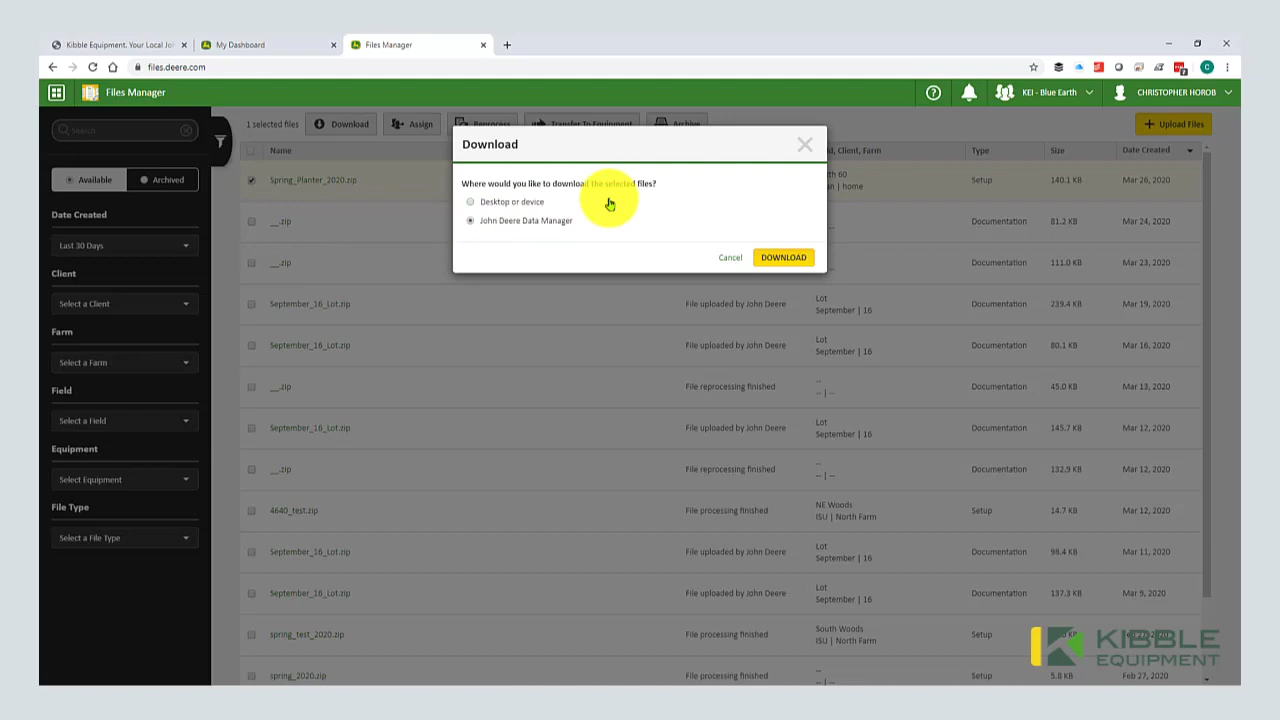 Kibble Equipment. Your Local Jo
My Dashboard
Files Manager
files.deere.com
Files Manager
KEI - Blue Earth
CHRISTOPHER HOROB
Search
1 selected files
Download
Assign
Reprocess
Transfer To Equipment
Archive
Upload Files
Available
Archived
Date Created
Last 30 Days
Client
Select a Client
Farm
Select a Farm
Field
Select a Field
Equipment
Select Equipment
File Type
Select a File Type
Download
Where would you like to download the selected files?
Desktop or device
John Deere Data Manager
Cancel
DOWNLOAD
Name
Client, Farm
Type
Size
Date Created
Spring_Planter_2020.zip
60
| home
Setup
140.1 KB
Mar 26, 2020
__.zip
Documentation
81.2 KB
Mar 24, 2020
__.zip
Documentation
111.0 KB
Mar 23, 2020
September_16_Lot.zip
File uploaded by John Deere
Lot
September | 16
Documentation
239.4 KB
Mar 19, 2020
September_16_Lot.zip
File uploaded by John Deere
Lot
September | 16
Documentation
80.1 KB
Mar 16, 2020
__.zip
File reprocessing finished
--
-- | --
Documentation
45.0 KB
Mar 13, 2020
September_16_Lot.zip
File uploaded by John Deere
Lot
September | 16
Documentation
145.7 KB
Mar 12, 2020
__.zip
File reprocessing finished
--
-- | --
Documentation
132.9 KB
Mar 12, 2020
4640_test.zip
File processing finished
NE Woods
ISU | North Farm
Setup
14.7 KB
Mar 12, 2020
September_16_Lot.zip
File uploaded by John Deere
Lot
September | 16
Documentation
98.4 KB
Mar 11, 2020
September_16_Lot.zip
File uploaded by John Deere
Lot
September | 16
Documentation
137.3 KB
Mar 9, 2020
spring_test_2020.zip
File processing finished
South Woods
ISU | North Farm
Setup
spring_2020.zip
File processing finished
--
-- | --
Setup
5.8 KB
Feb 27, 2020
KIBBLE
EQUIPMENT